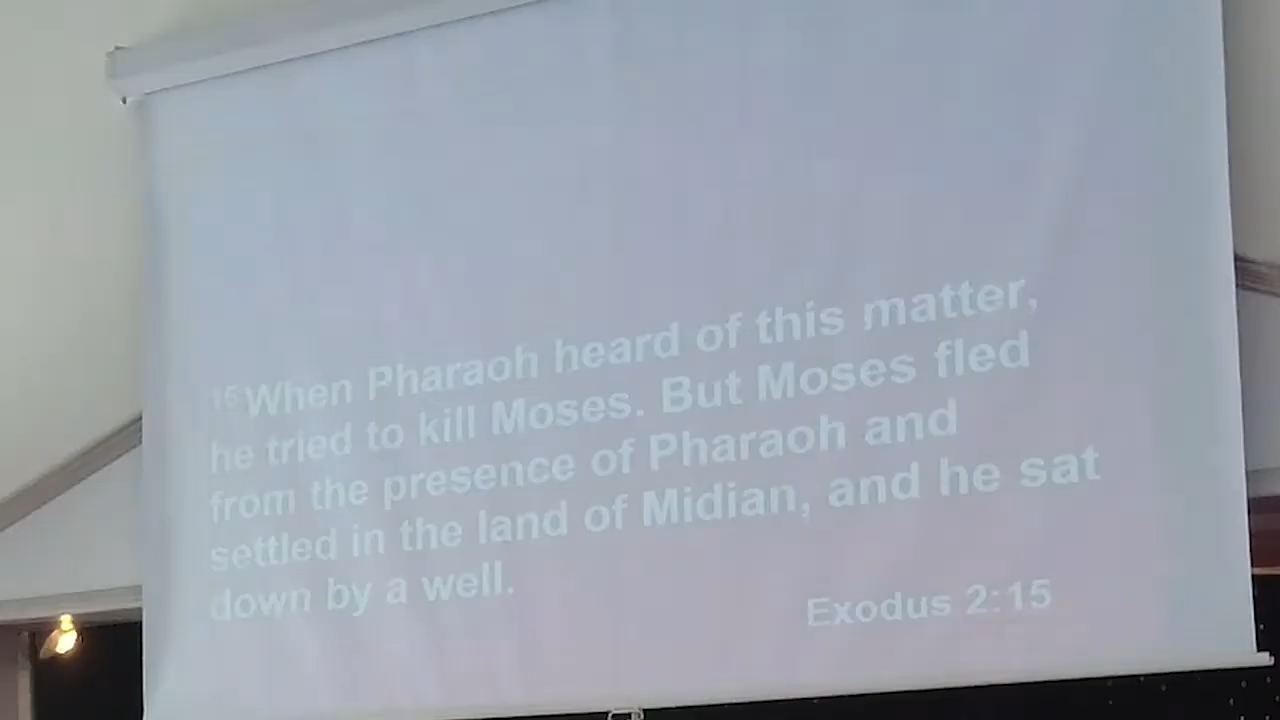 15When Pharaoh heard of this matter,
he tried to kill Moses. But Moses fled
from the presence of Pharaoh and
settled in the land of Midian, and he sat
down by a well.
Exodus 2:15